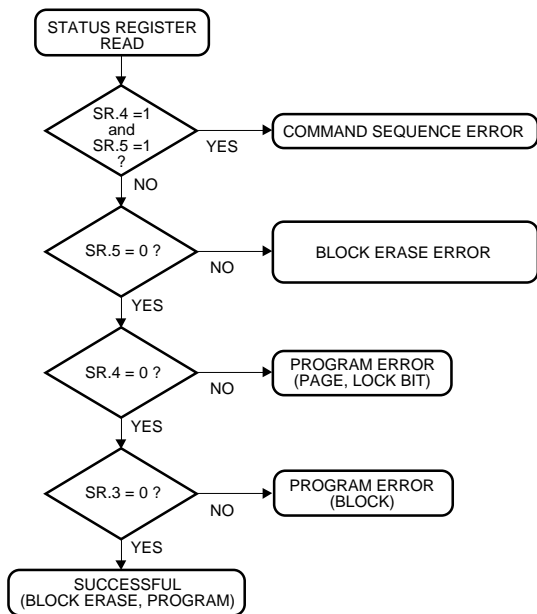 STATUS REGISTER
READ
SR.4 =1
and
SR.5 =1
?
YES
COMMAND SEQUENCE ERROR
NO
SR.5 = 0 ?
NO
BLOCK ERASE ERROR
YES
SR.4 = 0 ?
NO
PROGRAM ERROR
(PAGE, LOCK BIT)
YES
SR.3 = 0 ?
NO
PROGRAM ERROR
(BLOCK)
YES
SUCCESSFUL
(BLOCK ERASE, PROGRAM)